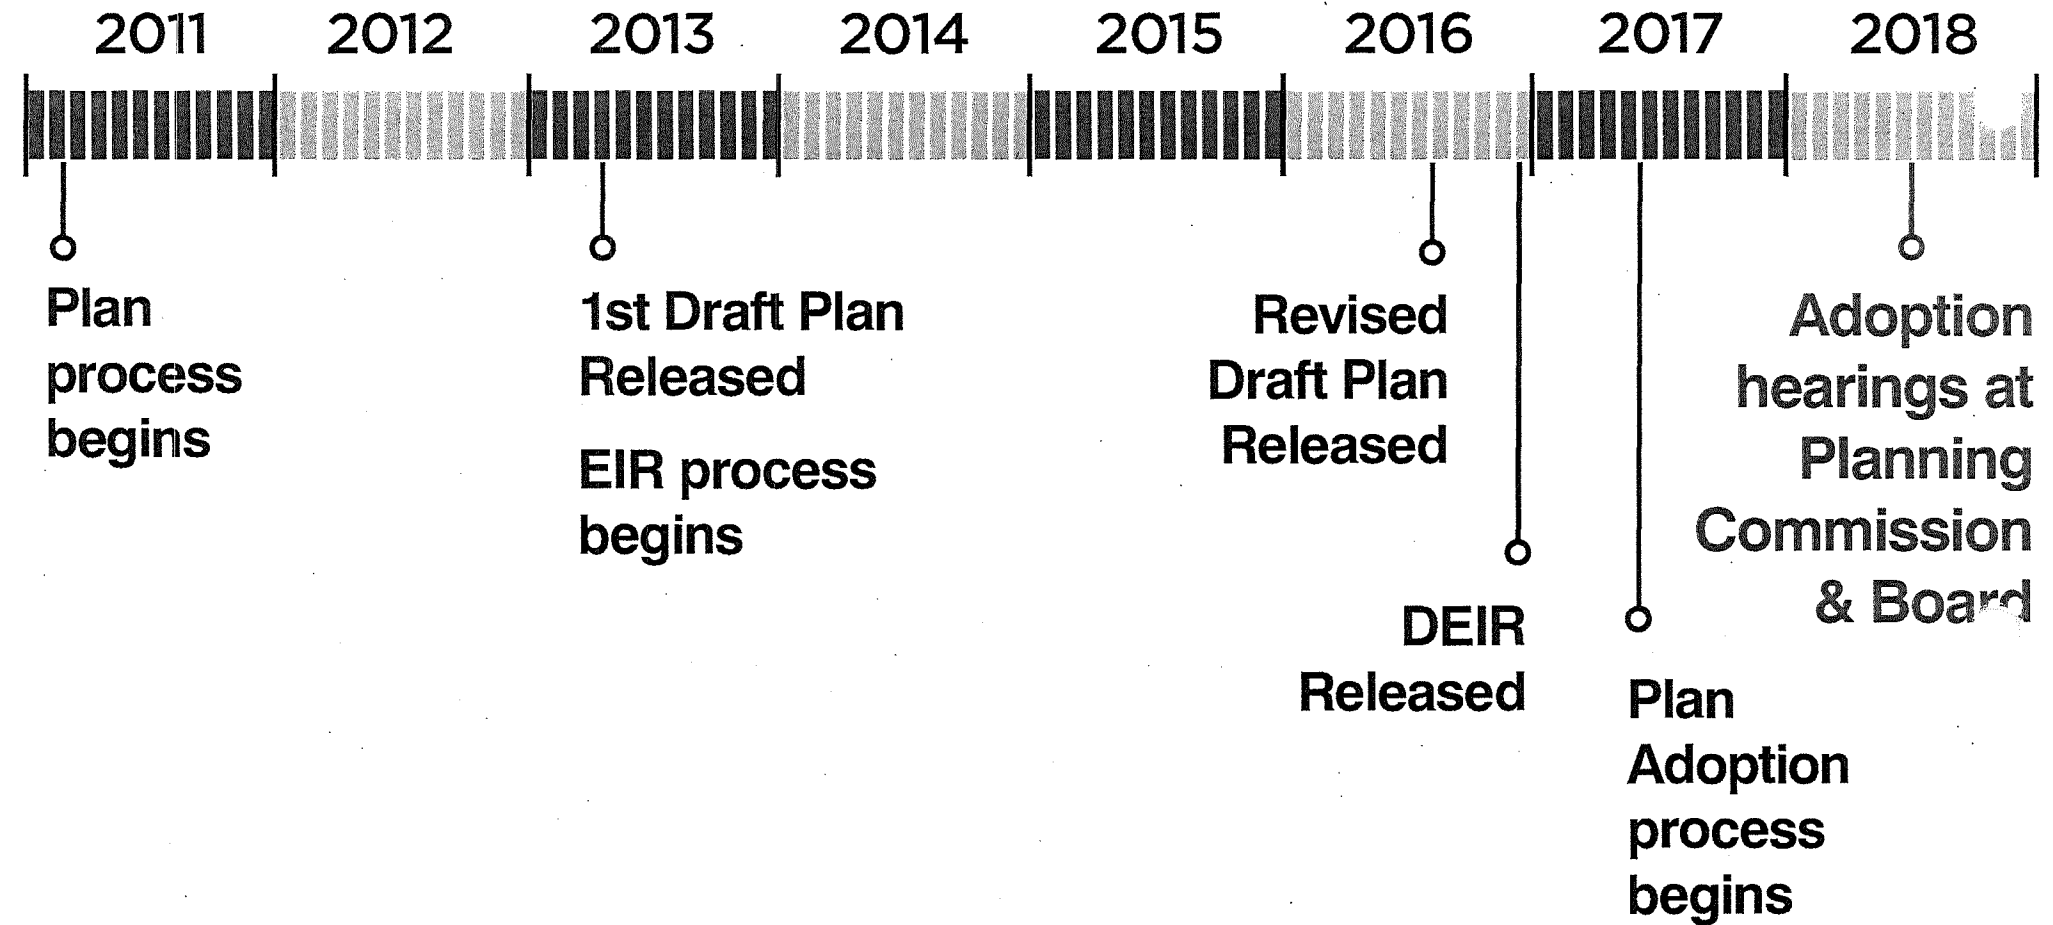 2011 2012 2013 2014 2015 2016 2017 2018
Plan
process
begins
1st Draft Plan
Released
EIR process
begins
Revised
Draft Plan
Released
DEIR
Released
Plan
Adoption
process
begins
Adoption
hearings at
Planning
Commission
& Board